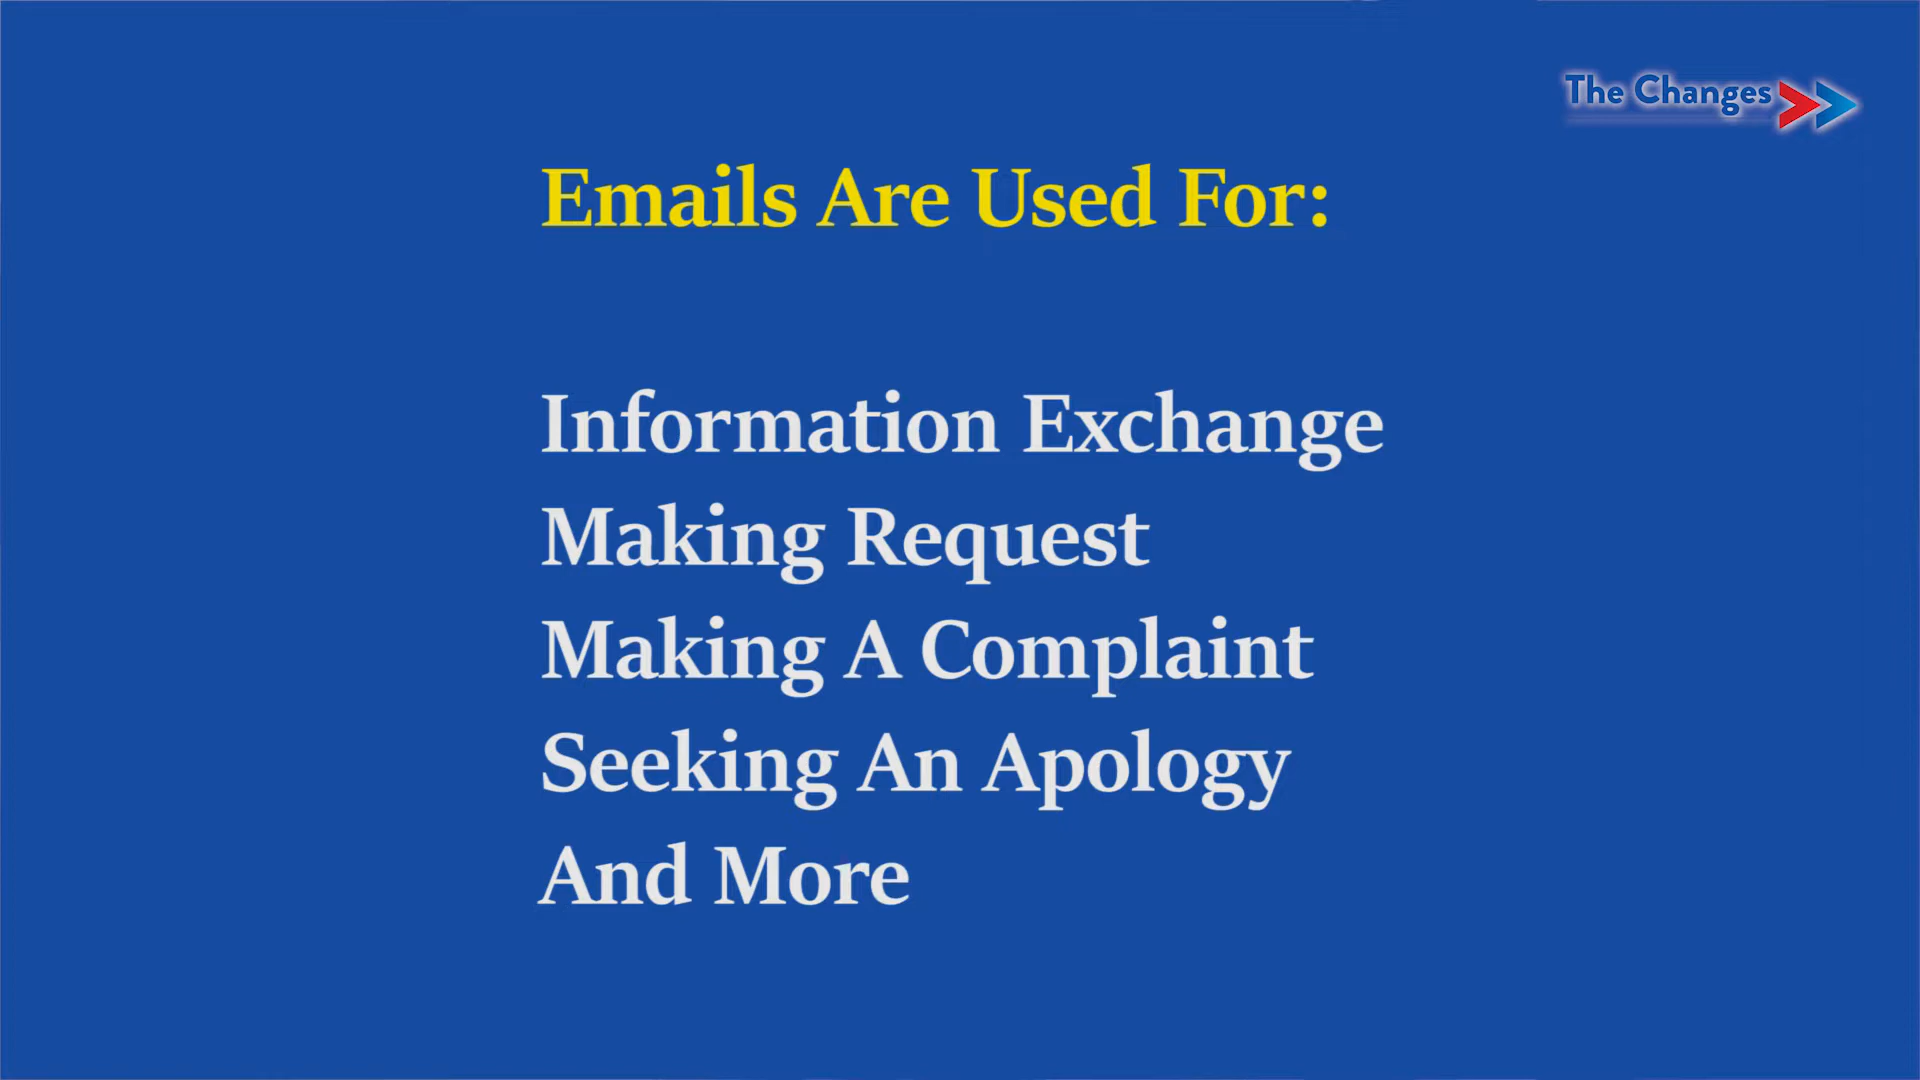 The Changes
Emails Are Used For:
Information Exchange
Making Request
Making A Complaint
Seeking An Apology
And More